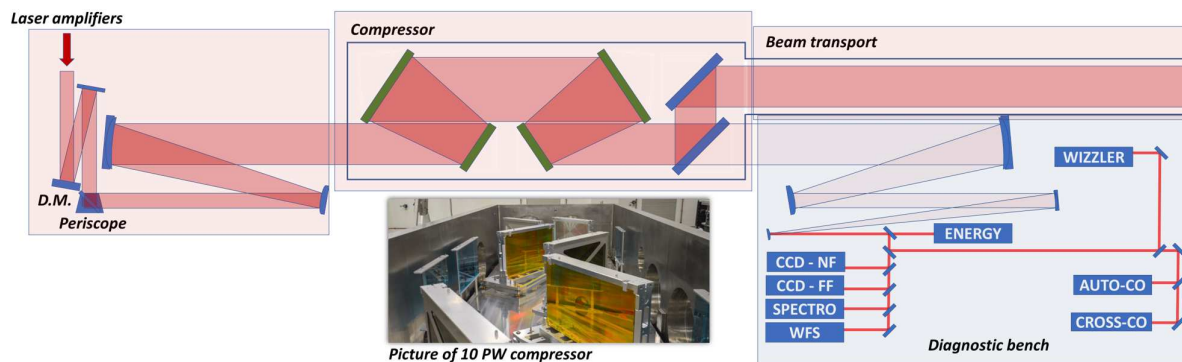 Laser amplifiers
Compressor
Beam transport
D.M.
Periscope
WIZZLER
ENERGY
CCD - NF
CCD - FF
SPECTRO
WFS
AUTO-CO
CROSS-CO
Diagnostic bench
Picture of 10 PW compressor